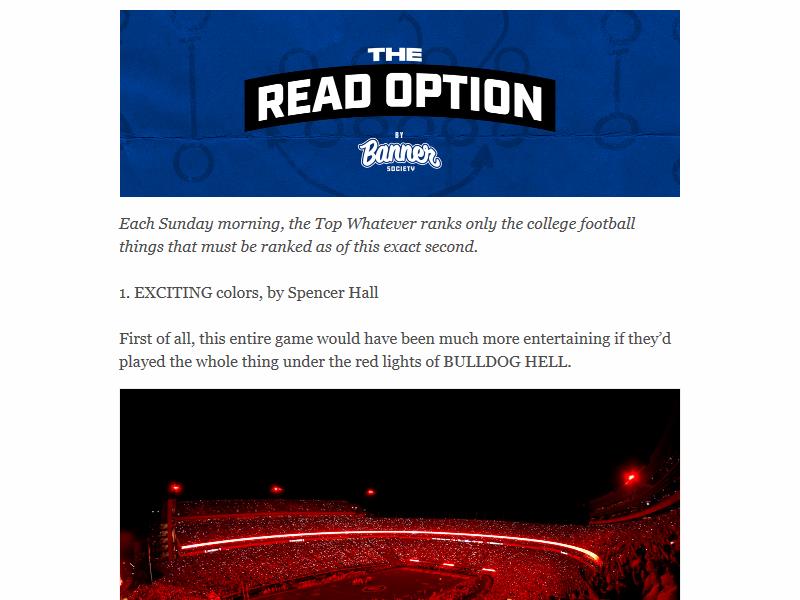 THE
READ OPTION
BY
Banner
SOCIETY
Each Sunday morning, the Top Whatever ranks only the college football
things that must be ranked as of this exact second.
1. EXCITING colors, by Spencer Hall
First of all, this entire game would have been much more entertaining if they’d
played the whole thing under the red lights of BULLDOG HELL.